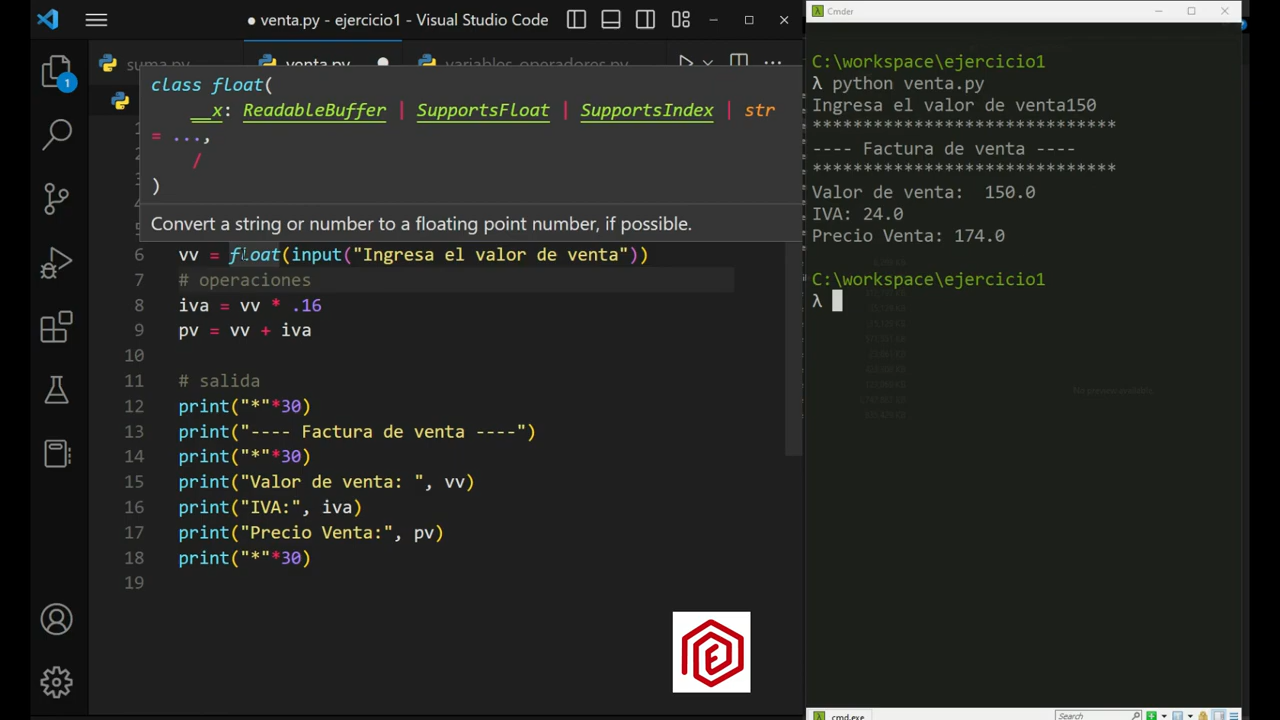 ● venta.py - ejercicio1 - Visual Studio Code
suma.py
venta.py
variables_operadores.py
1
class float(
__x: ReadableBuffer | SupportsFloat | SupportsIndex | str
= ...,
/
)
Convert a string or number to a floating point number, if possible.
6 vv = float(input("Ingresa el valor de venta"))
7 # operaciones
8 iva = vv * .16
9 pv = vv + iva
10
11 # salida
12 print("*"*30)
13 print("---- Factura de venta ----")
14 print("*"*30)
15 print("Valor de venta: ", vv)
16 print("IVA:", iva)
17 print("Precio Venta:", pv)
18 print("*"*30)
19
Cmder
C:\workspace\ejercicio1
λ python venta.py
Ingresa el valor de venta150
******************************
---- Factura de venta ----
******************************
Valor de venta:  150.0
IVA: 24.0
Precio Venta: 174.0
C:\workspace\ejercicio1
λ
cmd.exe
Search